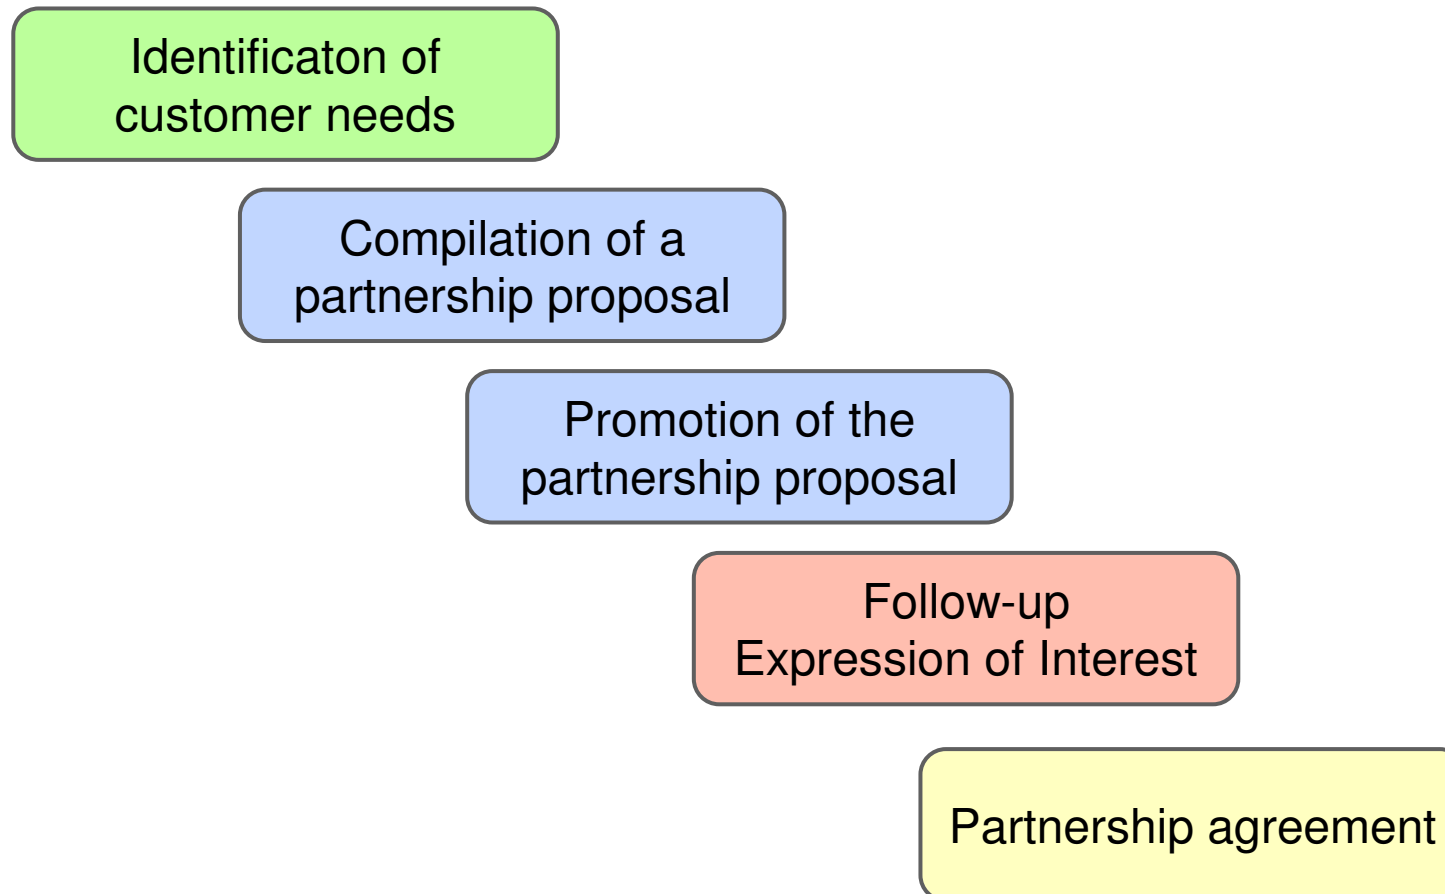 Identificaton of
customer needs
Compilation of a
partnership proposal
Promotion of the
partnership proposal
Follow-up
Expression of Interest
Partnership agreement